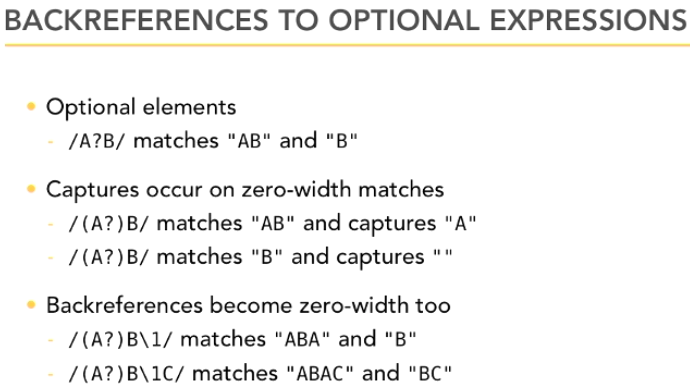 BACKREFERENCES TO OPTIONAL EXPRESSIONS
• Optional elements
- /A?B/ matches "AB" and "B"
• Captures occur on zero-width matches
- /(A?)B/ matches "AB" and captures "A"
- /(A?)B/ matches "B" and captures ""
• Backreferences become zero-width too
- /(A?)B\1/ matches "ABA" and "B"
- /(A?)B\1C/ matches "ABAC" and "BC"